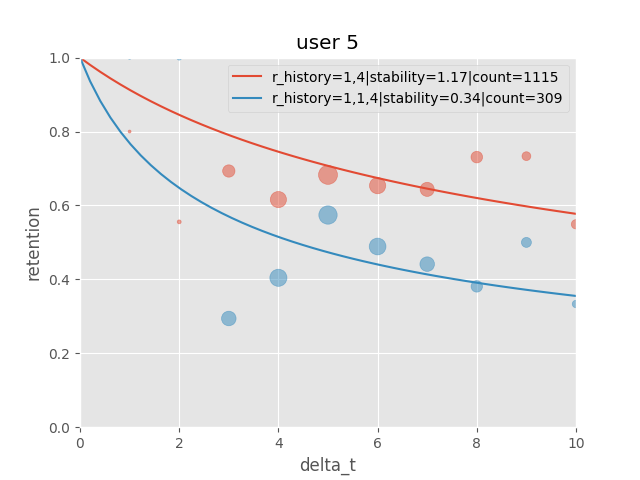 user 5
r_history=1,4|stability=1.17|count=1115
r_history=1,1,4|stability=0.34|count=309
1.0
0.8
0.6
0.4
0.2
0.0
retention
0 2 4 6 8 10
delta_t